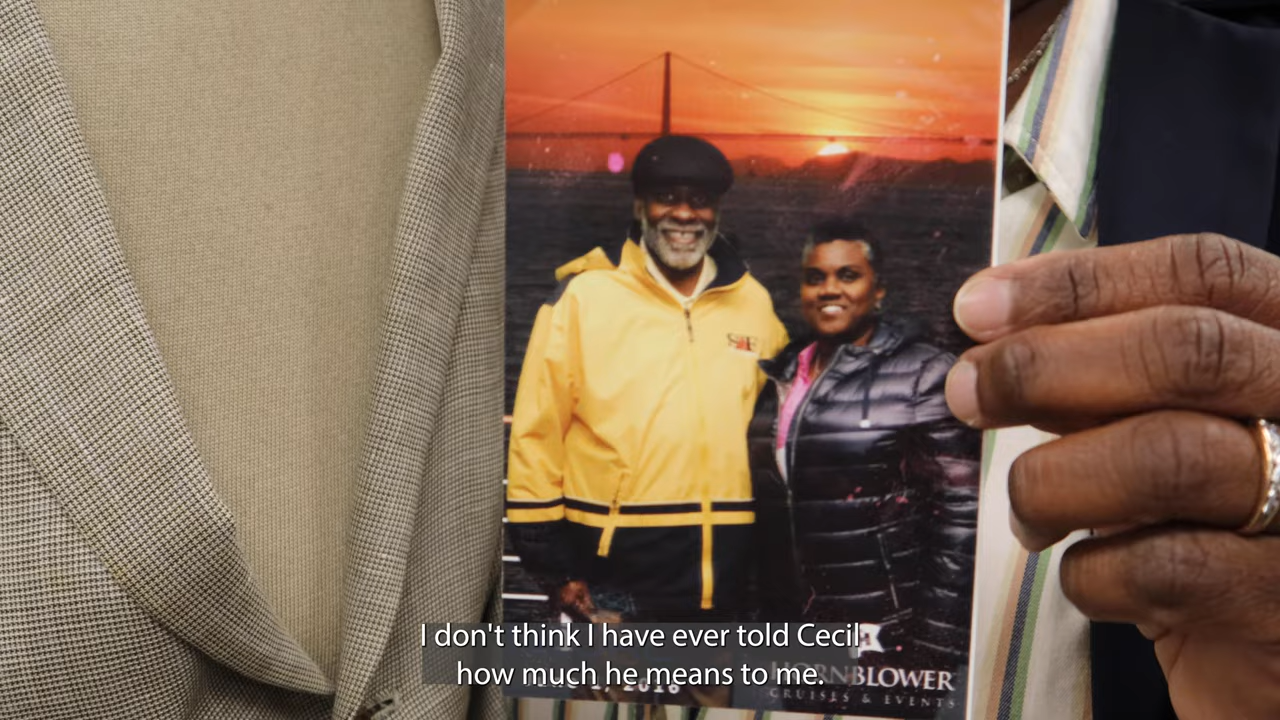 I don't think I have ever told Cecil
how much he means to me.
HORNBLOWER
CRUISES & EVENTS